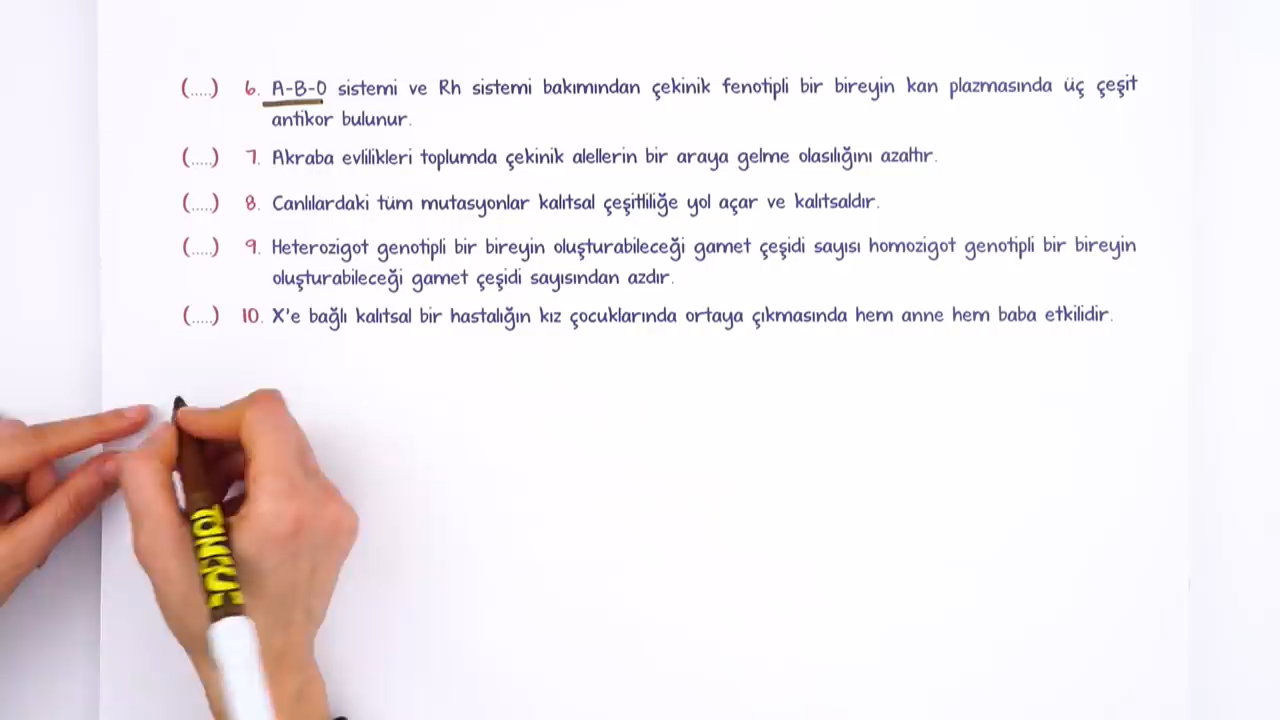 (.....) 6. A-B-O sistemi ve Rh sistemi bakımından çekinik fenotipli bir bireyin kan plazmasında üç çeşit
antikor bulunur.
(.....) 7. Akraba evlilikleri toplumda çekinik alellerin bir araya gelme olasılığını azaltır.
(.....) 8. Canlılardaki tüm mutasyonlar kalıtsal çeşitliliğe yol açar ve kalıtsaldır.
(.....) 9. Heterozigot genotipli bir bireyin oluşturabileceği gamet çeşidi sayısı homozigot genotipli bir bireyin
oluşturabileceği gamet çeşidi sayısından azdır.
(.....) 10. X'e bağlı kalıtsal bir hastalığın kız çocuklarında ortaya çıkmasında hem anne hem baba etkilidir.